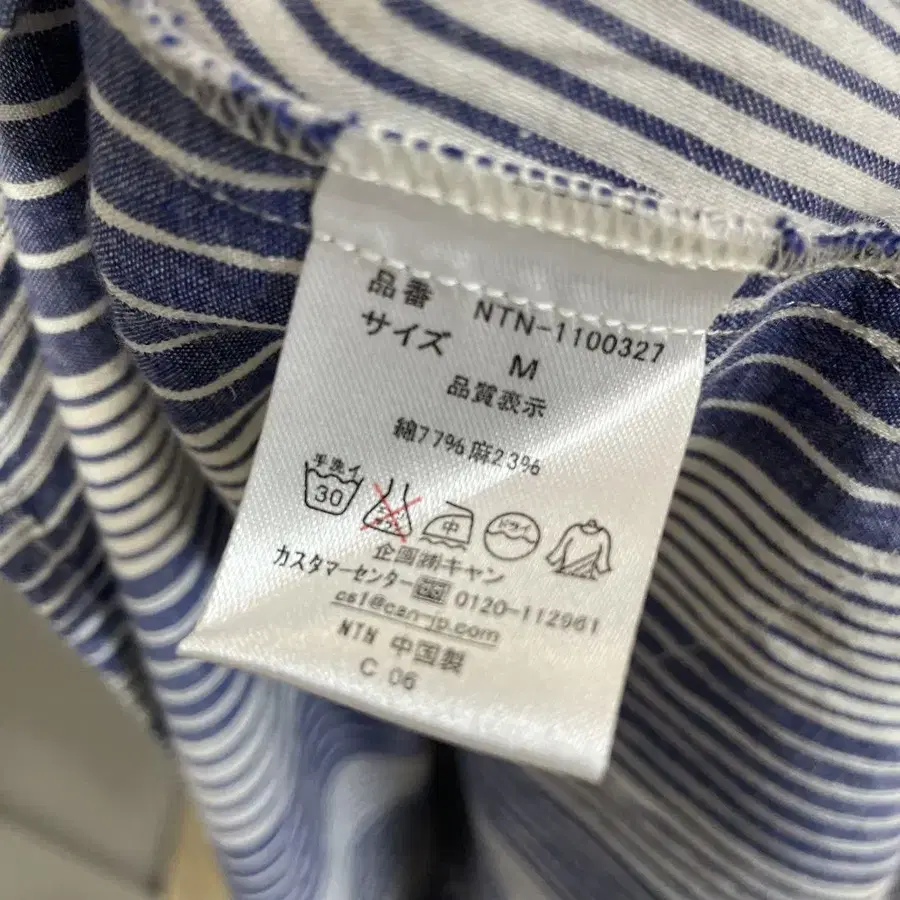 品番 NTN-1100327
サイズ M
品質表示
綿77%麻23%
手洗イ
30
中
ドライ
企画㈱キャン
カスタマーセンター 0120-112961
cs1@can-jp.com
NTN 中国製
C 06